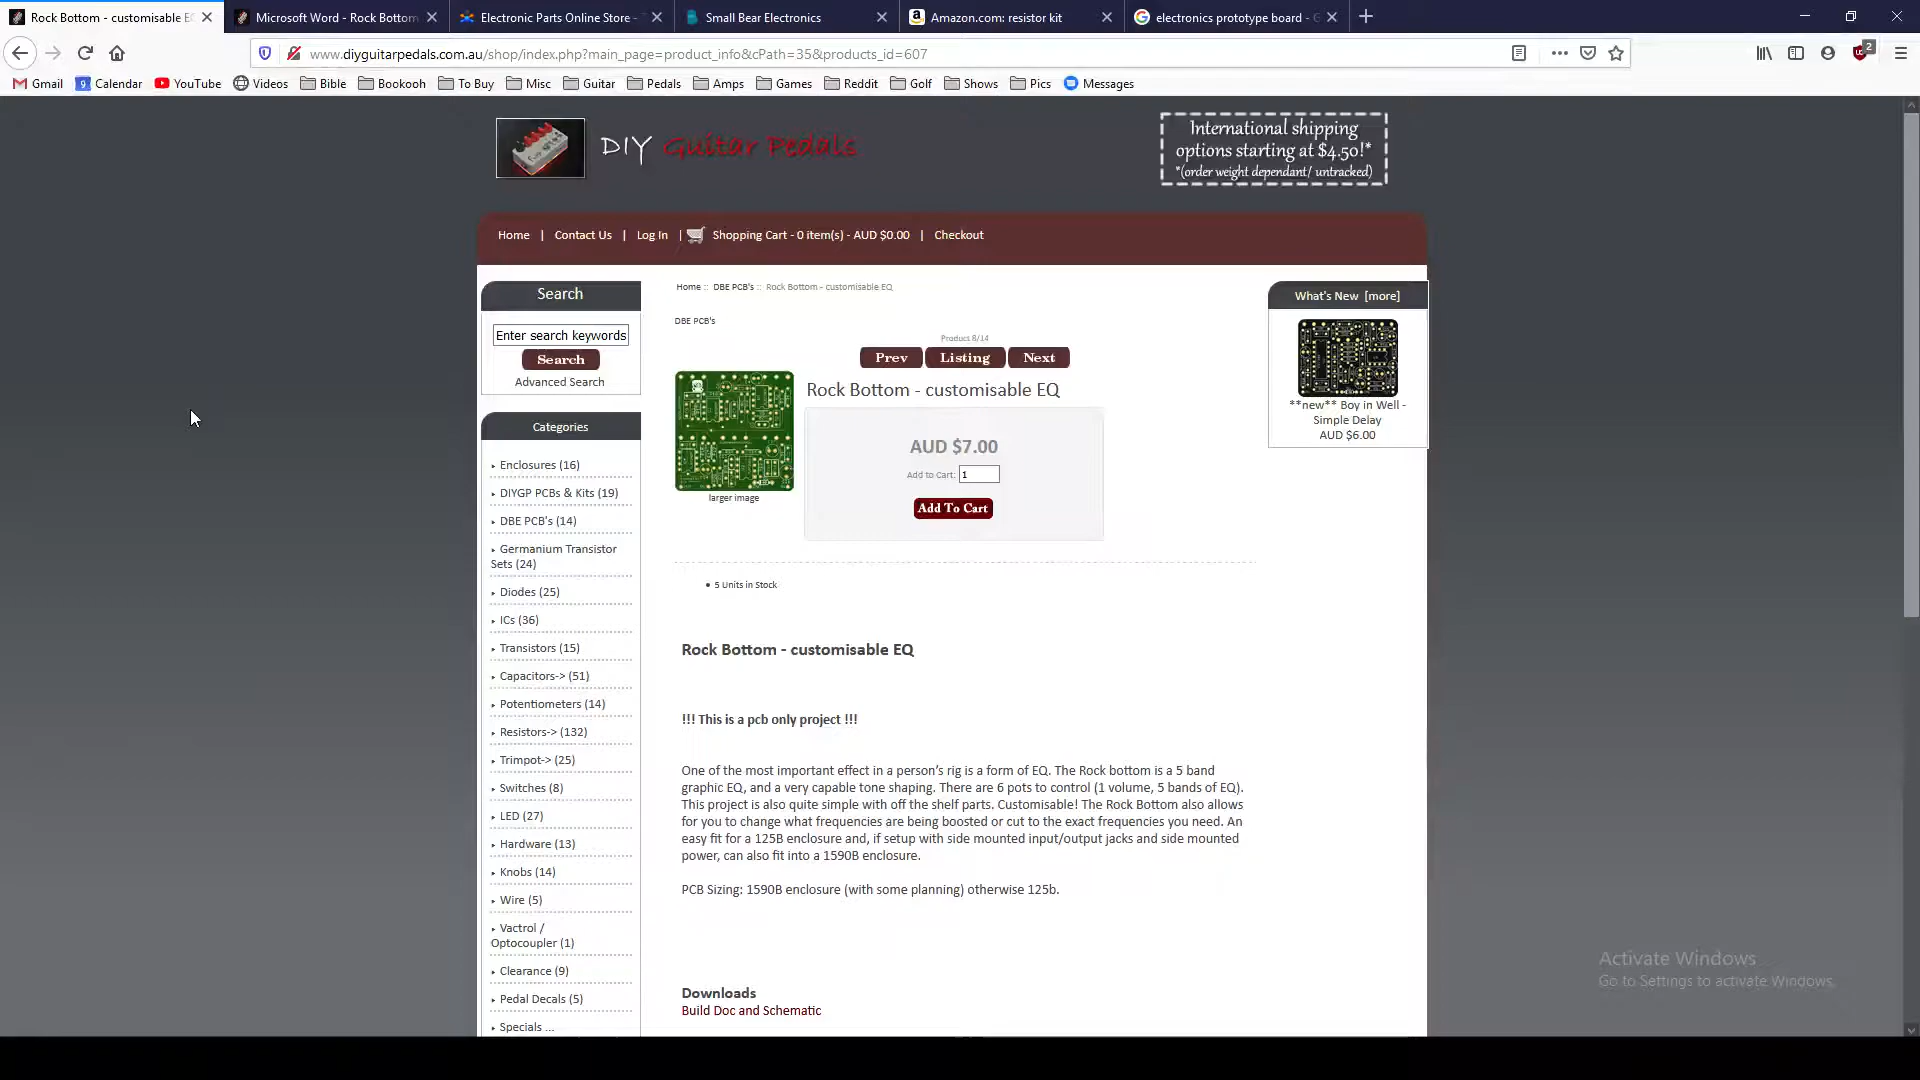 Rock Bottom - customisable E
Microsoft Word - Rock Bottom
Electronic Parts Online Store -
Small Bear Electronics
Amazon.com: resistor kit
electronics prototype board -
www.diyguitarpedals.com.au/shop/index.php?main_page=product_info&cPath=35&products_id=607
2
Gmail
9 Calendar
YouTube
Videos
Bible
Bookooh
To Buy
Misc
Guitar
Pedals
Amps
Games
Reddit
Golf
Shows
Pics
Messages
DIY Guitar Pedals
International shipping
options starting at $4.50!*
*(order weight dependant/ untracked)
Home | Contact Us | Log In | Shopping Cart - 0 item(s) - AUD $0.00 | Checkout
Search
Enter search keywords
Search
Advanced Search
Categories
Enclosures (16)
DIYGP PCBs & Kits (19)
DBE PCB's (14)
Germanium Transistor
Sets (24)
Diodes (25)
ICs (36)
Transistors (15)
Capacitors-> (51)
Potentiometers (14)
Resistors-> (132)
Trimpot-> (25)
Switches (8)
LED (27)
Hardware (13)
Knobs (14)
Wire (5)
Vactrol /
Optocoupler (1)
Clearance (9)
Pedal Decals (5)
Specials ...
Home :: DBE PCB's :: Rock Bottom - customisable EQ
DBE PCB's
Product 8/14
Prev Listing Next
Rock Bottom - customisable EQ
AUD $7.00
Add to Cart: 1
Add To Cart
larger image
• 5 Units in Stock
Rock Bottom - customisable EQ
!!! This is a pcb only project !!!
One of the most important effect in a person's rig is a form of EQ. The Rock bottom is a 5 band
graphic EQ, and a very capable tone shaping. There are 6 pots to control (1 volume, 5 bands of EQ).
This project is also quite simple with off the shelf parts. Customisable! The Rock Bottom also allows
for you to change what frequencies are being boosted or cut to the exact frequencies you need. An
easy fit for a 125B enclosure and, if setup with side mounted input/output jacks and side mounted
power, can also fit into a 1590B enclosure.
PCB Sizing: 1590B enclosure (with some planning) otherwise 125b.
Downloads
Build Doc and Schematic
What's New [more]
**new** Boy in Well -
Simple Delay
AUD $6.00
Activate Windows
Go to Settings to activate Windows.